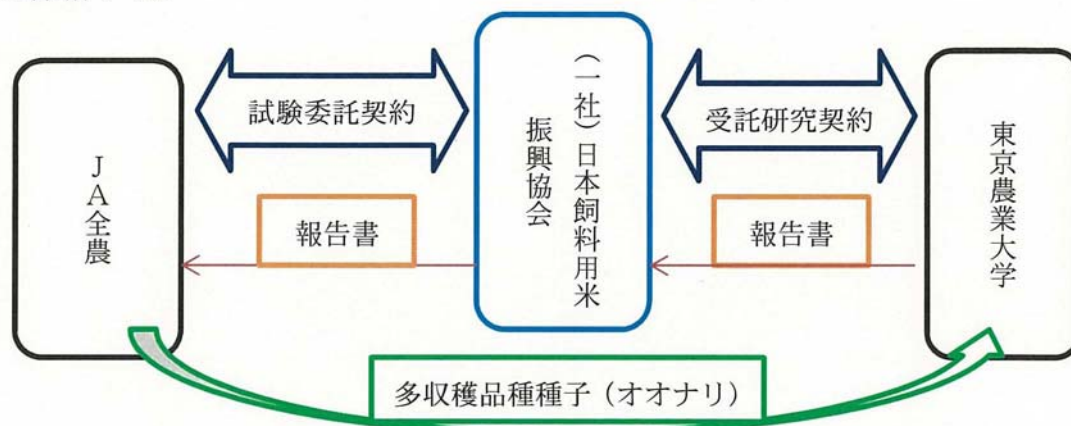 JA全農
試験委託契約
報告書
(一社)日本飼料用米
振興協会
受託研究契約
報告書
東京農業大学
多収穫品種種子(オオナリ)